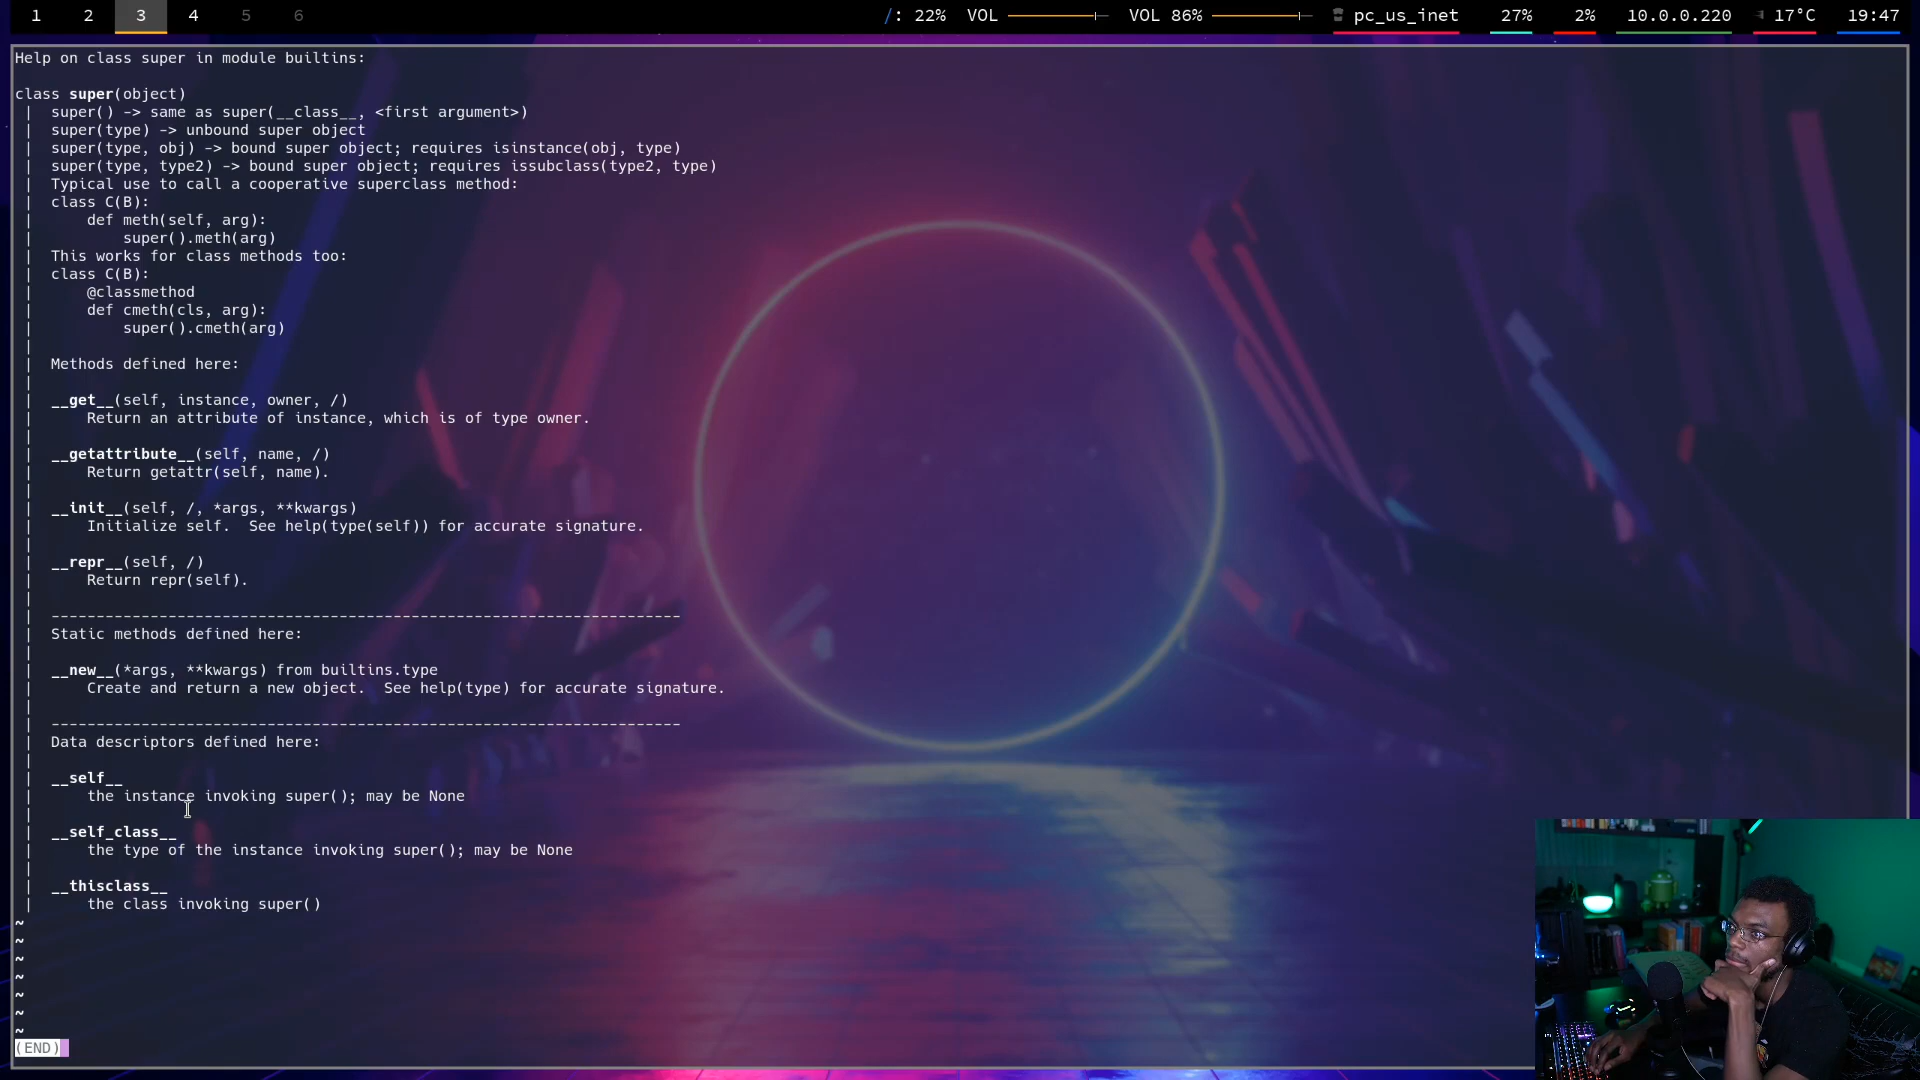 1 2 3 4 5 6 /: 22% VOL VOL 86% pc_us_inet 27% 2% 10.0.0.220 17°C 19:47
Help on class super in module builtins:
class super(object)
 |  super() -> same as super(__class__, <first argument>)
 |  super(type) -> unbound super object
 |  super(type, obj) -> bound super object; requires isinstance(obj, type)
 |  super(type, type2) -> bound super object; requires issubclass(type2, type)
 |  Typical use to call a cooperative superclass method:
 |  class C(B):
 |      def meth(self, arg):
 |          super().meth(arg)
 |  This works for class methods too:
 |  class C(B):
 |      @classmethod
 |      def cmeth(cls, arg):
 |          super().cmeth(arg)
 |
 |  Methods defined here:
 |
 |  __get__(self, instance, owner, /)
 |      Return an attribute of instance, which is of type owner.
 |
 |  __getattribute__(self, name, /)
 |      Return getattr(self, name).
 |
 |  __init__(self, /, *args, **kwargs)
 |      Initialize self.  See help(type(self)) for accurate signature.
 |
 |  __repr__(self, /)
 |      Return repr(self).
 |
 |  ----------------------------------------------------------------------
 |  Static methods defined here:
 |
 |  __new__(*args, **kwargs) from builtins.type
 |      Create and return a new object.  See help(type) for accurate signature.
 |
 |  ----------------------------------------------------------------------
 |  Data descriptors defined here:
 |
 |  __self__
 |      the instance invoking super(); may be None
 |
 |  __self_class__
 |      the type of the instance invoking super(); may be None
 |
 |  __thisclass__
 |      the class invoking super()
~
~
~
~
~
~
~
(END)